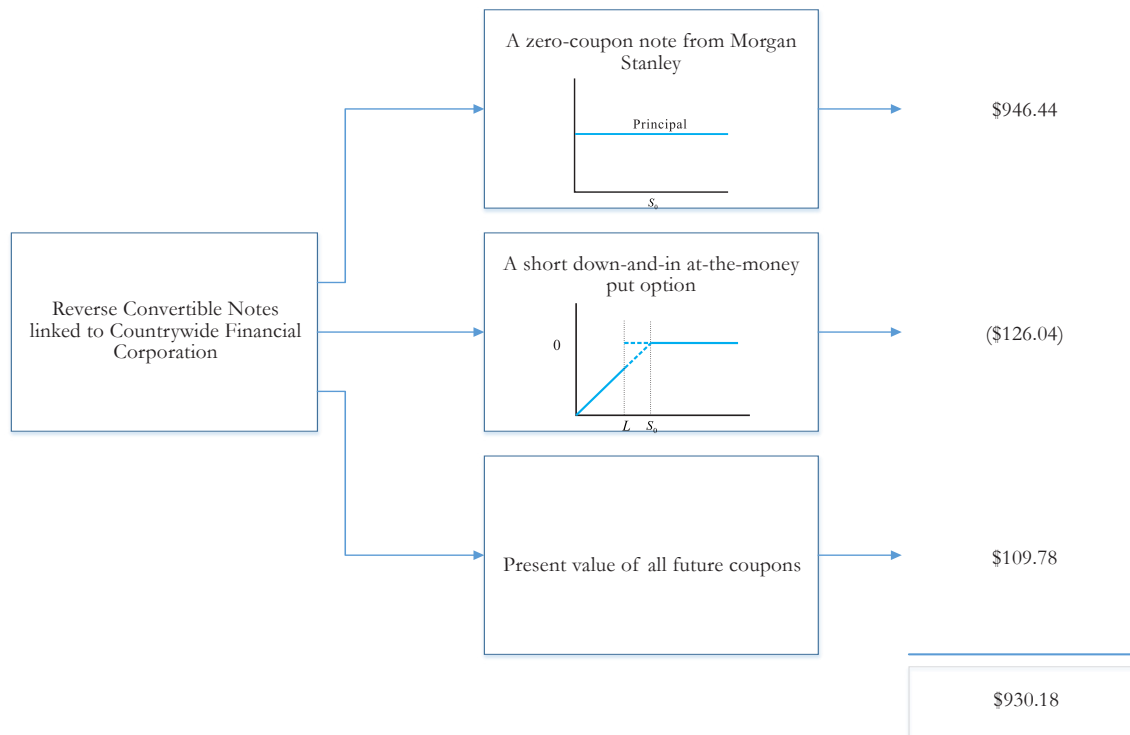 A zero-coupon note from Morgan
Stanley
Principal
S₀
$946.44
Reverse Convertible Notes
linked to Countrywide Financial
Corporation
A short down-and-in at-the-money
put option
0
L S₀
($126.04)
Present value of all future coupons
$109.78
$930.18